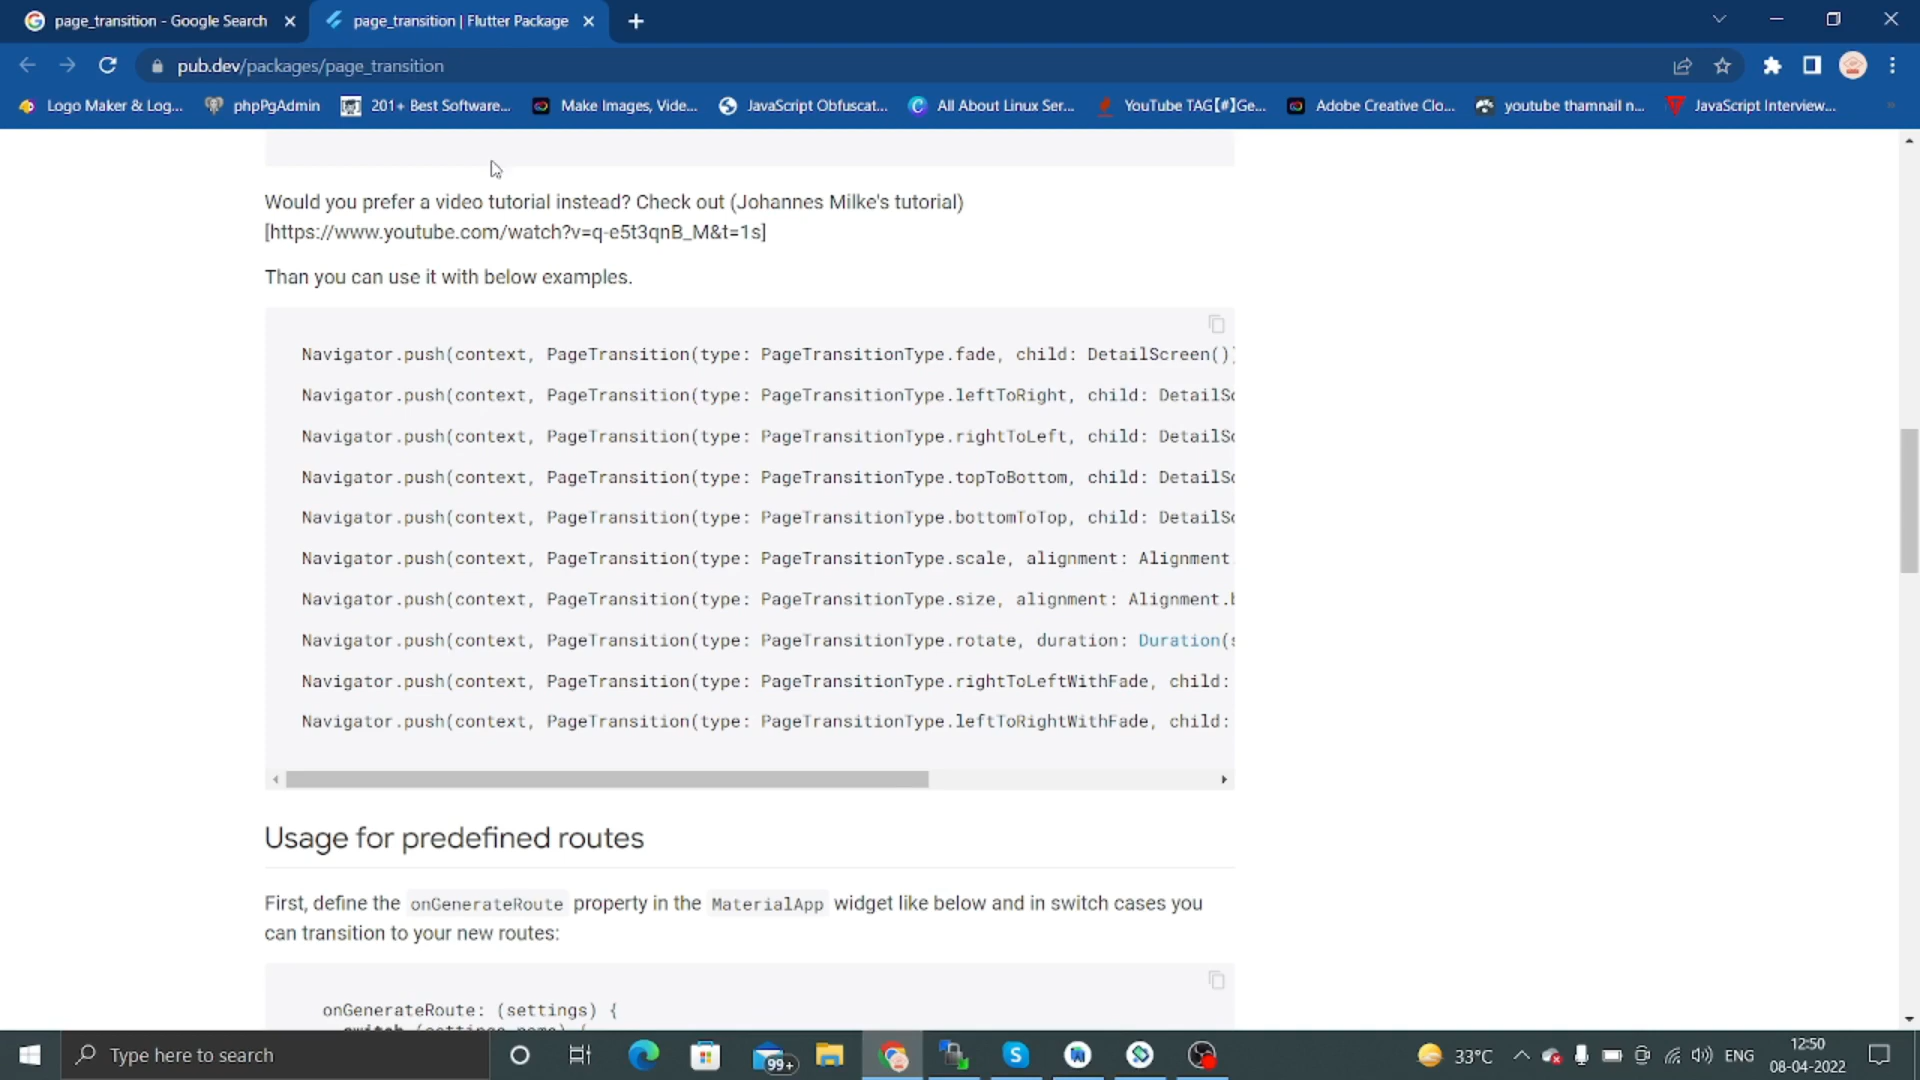 page_transition - Google Search
page_transition | Flutter Package
pub.dev/packages/page_transition
Logo Maker & Log...
phpPgAdmin
201+ Best Software...
Make Images, Vide...
JavaScript Obfuscat...
All About Linux Ser...
YouTube TAG【#】Ge...
Adobe Creative Clo...
youtube thamnail n...
JavaScript Interview...
Would you prefer a video tutorial instead? Check out (Johannes Milke's tutorial)
[https://www.youtube.com/watch?v=q-e5t3qnB_M&t=1s]
Than you can use it with below examples.
Navigator.push(context, PageTransition(type: PageTransitionType.fade, child: DetailScreen())
Navigator.push(context, PageTransition(type: PageTransitionType.leftToRight, child: DetailSc
Navigator.push(context, PageTransition(type: PageTransitionType.rightToLeft, child: DetailSc
Navigator.push(context, PageTransition(type: PageTransitionType.topToBottom, child: DetailSc
Navigator.push(context, PageTransition(type: PageTransitionType.bottomToTop, child: DetailSc
Navigator.push(context, PageTransition(type: PageTransitionType.scale, alignment: Alignment.
Navigator.push(context, PageTransition(type: PageTransitionType.size, alignment: Alignment.b
Navigator.push(context, PageTransition(type: PageTransitionType.rotate, duration: Duration(s
Navigator.push(context, PageTransition(type: PageTransitionType.rightToLeftWithFade, child:
Navigator.push(context, PageTransition(type: PageTransitionType.leftToRightWithFade, child:
Usage for predefined routes
First, define the onGenerateRoute property in the MaterialApp widget like below and in switch cases you
can transition to your new routes:
onGenerateRoute: (settings) {
switch (settings.name) {
Type here to search
99+
33°C
ENG
12:50
08-04-2022